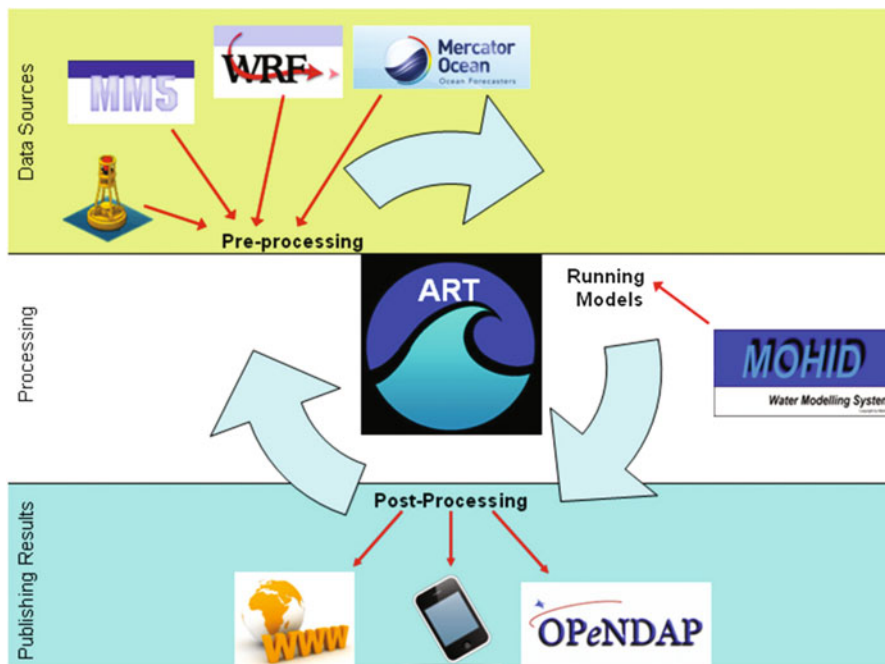 Data Sources
MM5
WRF
Mercator
Ocean
Ocean Forecasters
Pre-processing
Processing
ART
Running
Models
MOHID
Water Modelling System
Publishing Results
Post-Processing
WWW
OPeNDAP